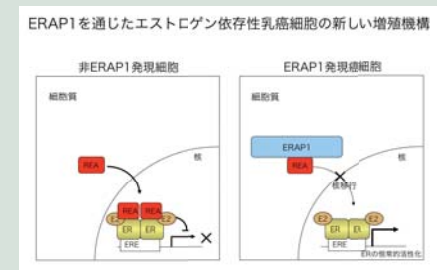 ERAP1を通じたエストロゲン依存性乳癌細胞の新しい増殖機構
非ERAP1発現細胞
細胞質
核
REA
REA REA
E2 E2
ER ER
ERE
×
ERAP1発現癌細胞
細胞質
ERAP1
REA
核
×
核移行
E2 E2
ER ER
ERE
ERの恒常的活性化